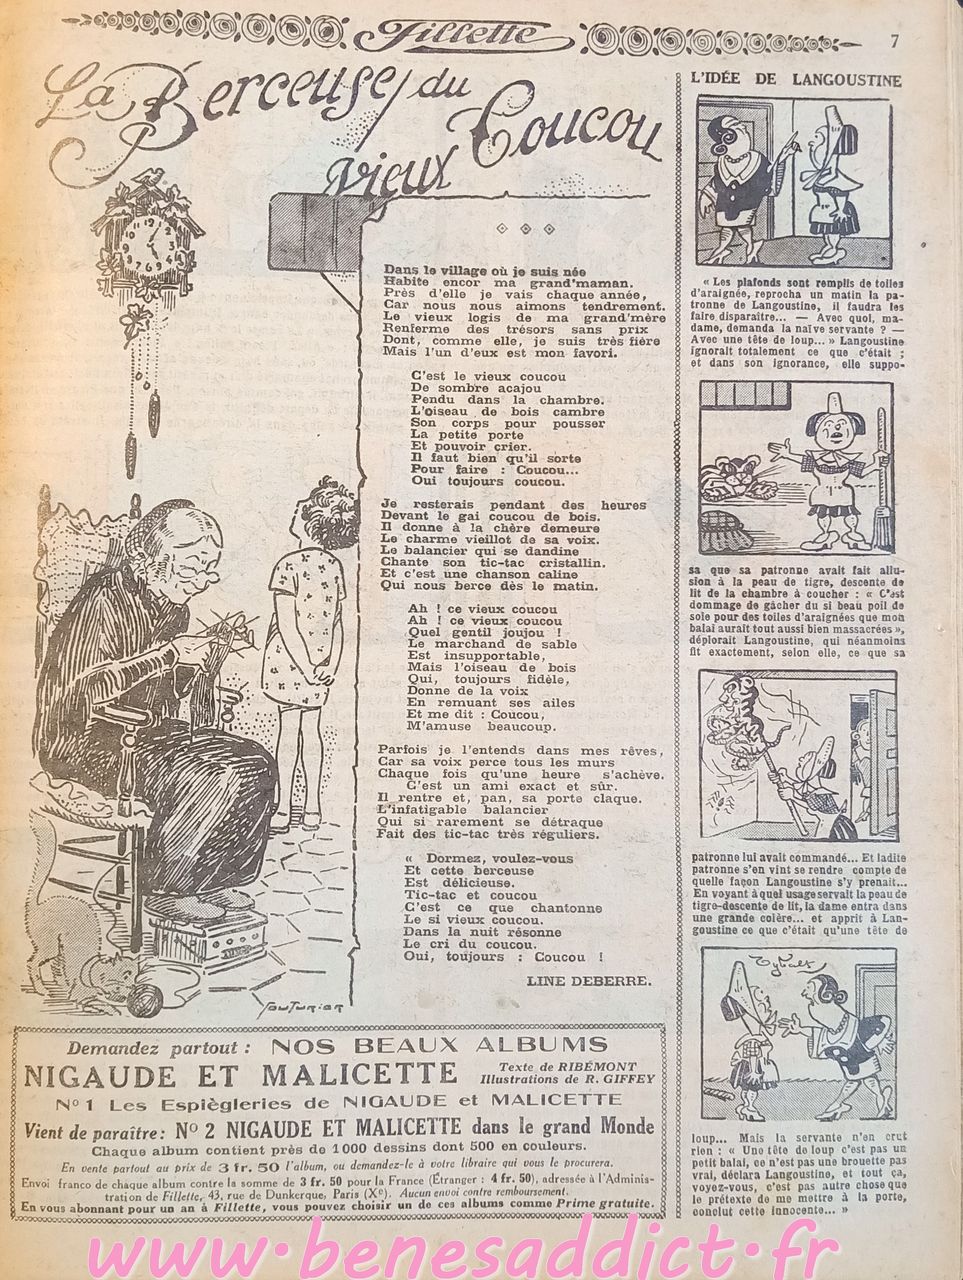 Fillette
7
La Berceuse du
vieux Coucou
Dans le village où je suis née
Habite encor ma grand'maman.
Près d'elle je vais chaque année,
Car nous nous aimons tendrement.
Le vieux logis de ma grand'mère
Renferme des trésors sans prix
Dont, comme elle, je suis très fière
Mais l'un d'eux est mon favori.
C'est le vieux coucou
De sombre acajou
Pendu dans la chambre.
L'oiseau de bois cambre
Son corps pour pousser
La petite porte
Et pouvoir crier.
Il faut bien qu'il sorte
Pour faire : Coucou...
Oui toujours coucou.
Je resterais pendant des heures
Devant le gai coucou de bois.
Il donne à la chère demeure
Le charme vieillot de sa voix.
Le balancier qui se dandine
Chante son tic-tac cristallin.
Et c'est une chanson caline
Qui nous berce dès le matin.
Ah ! ce vieux coucou
Ah ! ce vieux coucou
Quel gentil joujou !
Le marchand de sable
Est insupportable,
Mais l'oiseau de bois
Qui, toujours fidèle,
Donne de la voix
En remuant ses ailes
Et me dit : Coucou,
M'amuse beaucoup.
Parfois je l'entends dans mes rêves,
Car sa voix perce tous les murs
Chaque fois qu'une heure s'achève.
C'est un ami exact et sûr.
Il rentre et, pan, sa porte claque.
L'infatigable balancier
Qui si rarement se détraque
Fait des tic-tac très réguliers.
« Dormez, voulez-vous
Et cette berceuse
Est délicieuse.
Tic-tac et coucou
C'est ce que chantonne
Le si vieux coucou.
Dans la nuit résonne
Le cri du coucou.
Oui, toujours : Coucou !
LINE DEBERRE.
L'IDÉE DE LANGOUSTINE
« Les plafonds sont remplis de toiles
d'araignée, reprocha un matin la pa-
tronne de Langoustine, il faudra les
faire disparaître... — Avec quoi, ma-
dame, demanda la naïve servante ? —
Avec une tête de loup... » Langoustine
ignorait totalement ce que c'était ;
et dans son ignorance, elle suppo-
sa que sa patronne avait fait allu-
sion à la peau de tigre, descente de
lit de la chambre à coucher : « C'est
dommage de gâcher du si beau poil de
soie pour des toiles d'araignées que mon
balai aurait tout aussi bien massacrées »,
déplorait Langoustine, qui néanmoins
fit exactement, selon elle, ce que sa
patronne lui avait commandé... Et ladite
patronne s'en vint se rendre compte de
quelle façon Langoustine s'y prenait...
En voyant à quel usage servait la peau de
tigre-descente de lit, la dame entra dans
une grande colère... et apprit à Lan-
goustine ce que c'était qu'une tête de
loup... Mais la servante n'en crut
rien : « Une tête de loup c'est pas un
petit balai, ce n'est pas une brouette pas
vrai, déclara Langoustine, et tout ça,
voyez-vous, c'est pas autre chose que
le prétexte de me mettre à la porte,
conclut cette innocente... »
Demandez partout : NOS BEAUX ALBUMS
NIGAUDE ET MALICETTE
Texte de RIBÉMONT
Illustrations de R. GIFFEY
N° 1 Les Espiègleries de NIGAUDE et MALICETTE
Vient de paraître : N° 2 NIGAUDE ET MALICETTE dans le grand Monde
Chaque album contient près de 1000 dessins dont 500 en couleurs.
En vente partout au prix de 3 fr. 50 l'album, ou demandez-le à votre libraire qui vous le procurera.
Envoi franco de chaque album contre la somme de 3 fr. 50 pour la France (Étranger : 4 fr. 50), adressée à l'Adminis-
tration de Fillette, 43, rue de Dunkerque, Paris (Xe). Aucun envoi contre remboursement.
En vous abonnant pour un an à Fillette, vous pouvez choisir un de ces albums comme Prime gratuite.
www.benesaddict.fr